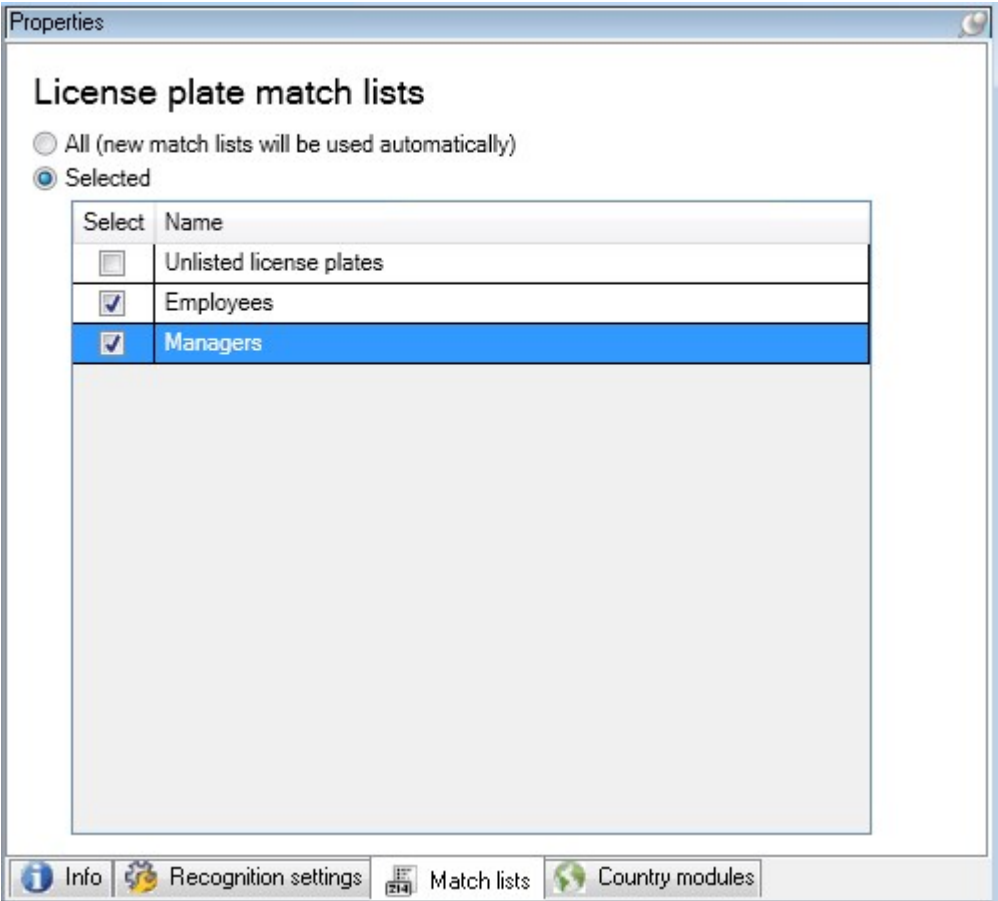 Properties
License plate match lists
All (new match lists will be used automatically)
Selected
Select Name
Unlisted license plates
Employees
Managers
Info Recognition settings 214 Match lists Country modules